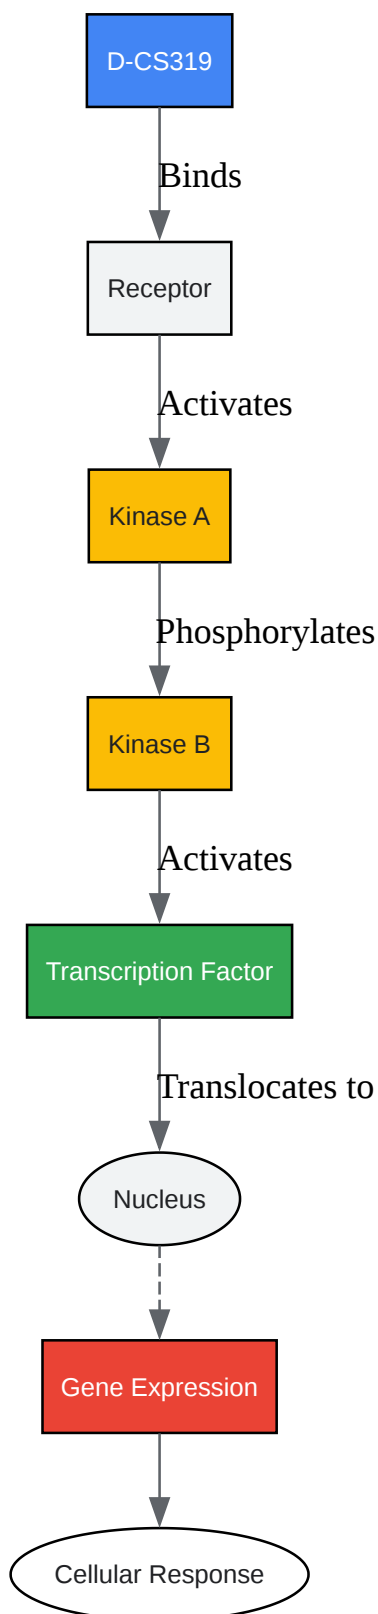 D-CS319
Binds
Receptor
Activates
Kinase A
Phosphorylates
Kinase B
Activates
Transcription Factor
Translocates to
Nucleus
Gene Expression
Cellular Response